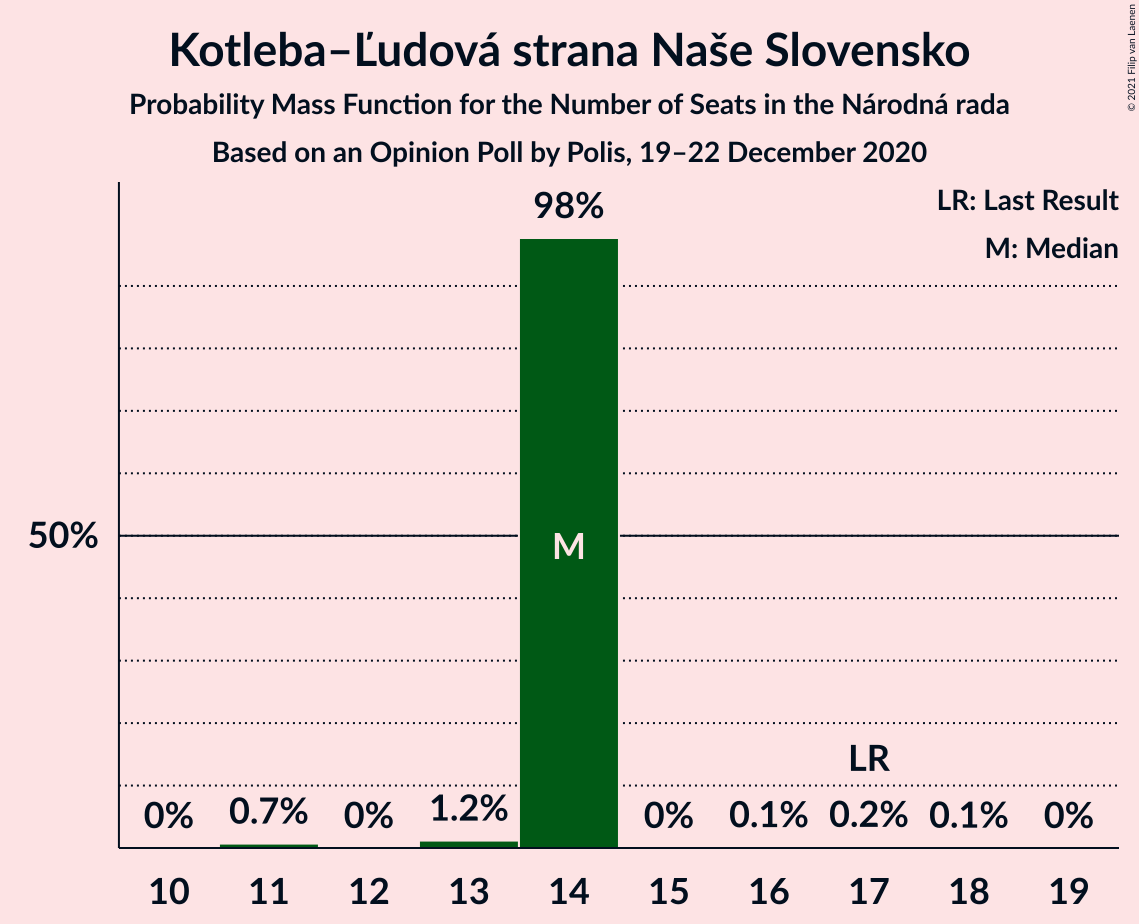 Kotleba–Ľudová strana Naše Slovensko
Probability Mass Function for the Number of Seats in the Národná rada
Based on an Opinion Poll by Polis, 19–22 December 2020
© 2021 Filip van Laenen
LR: Last Result
M: Median
98%
50%
M
LR
0% 0.7% 0% 1.2% 0% 0.1% 0.2% 0.1% 0%
10 11 12 13 14 15 16 17 18 19